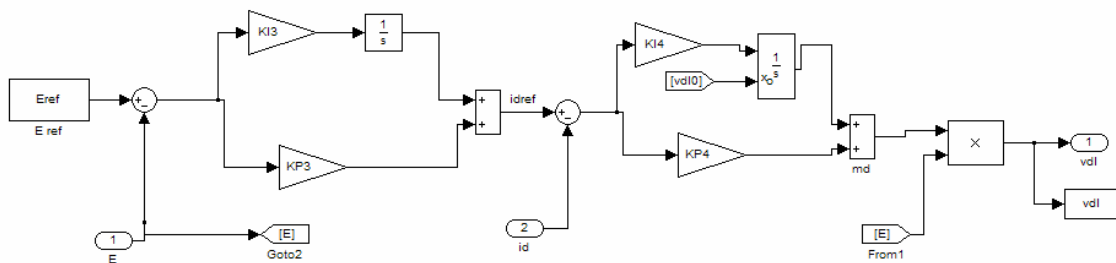 Eref
E ref
+
−
KI3
1
s
KP3
+
+
idref
+
−
KI4
[vdl0]
1
s
xo
KP4
+
+
md
×
1
vdl
vdl
1
E
[E]
Goto2
2
id
[E]
From1